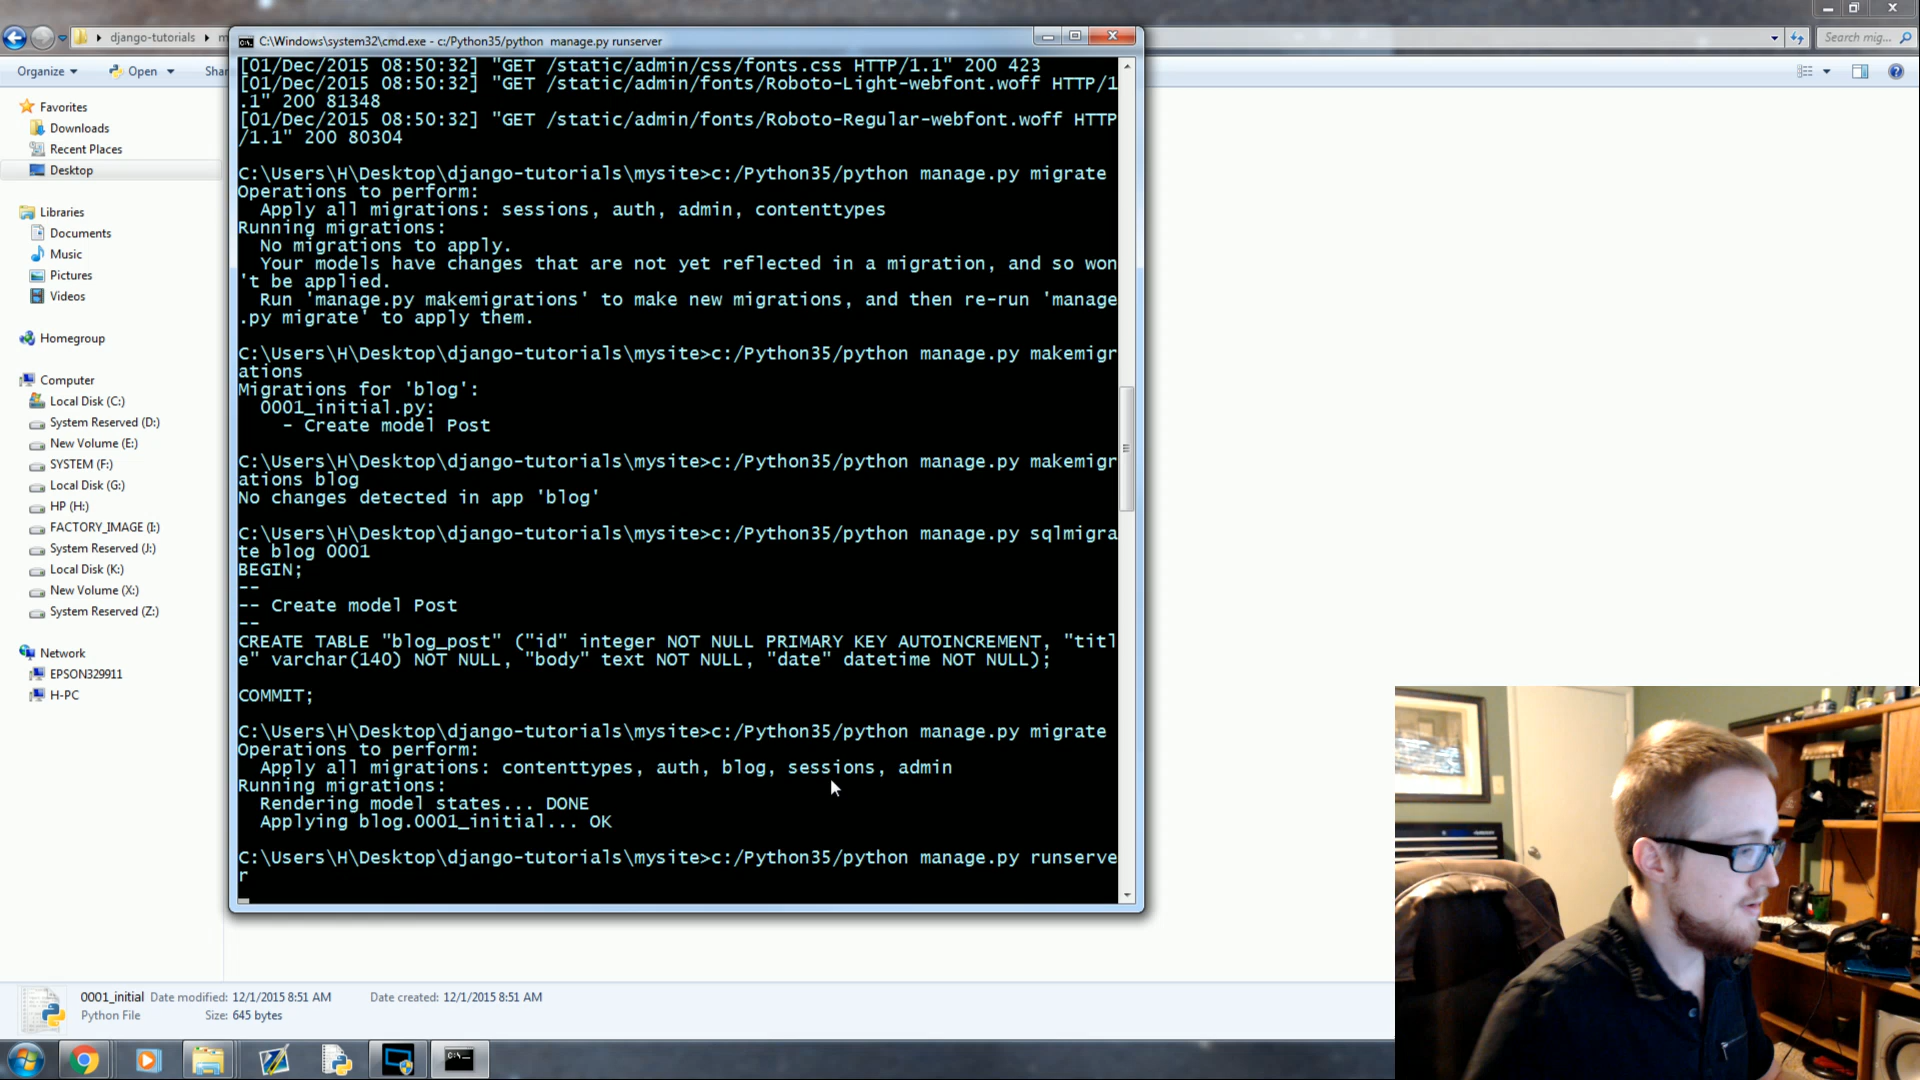 django-tutorials
m
C:\Windows\system32\cmd.exe - c:/Python35/python manage.py runserver
Search mig...
Organize
Open
Shar
Favorites
Downloads
Recent Places
Desktop
Libraries
Documents
Music
Pictures
Videos
Homegroup
Computer
Local Disk (C:)
System Reserved (D:)
New Volume (E:)
SYSTEM (F:)
Local Disk (G:)
HP (H:)
FACTORY_IMAGE (I:)
System Reserved (J:)
Local Disk (K:)
New Volume (X:)
System Reserved (Z:)
Network
EPSON329911
H-PC
[01/Dec/2015 08:50:32] "GET /static/admin/css/fonts.css HTTP/1.1" 200 423
[01/Dec/2015 08:50:32] "GET /static/admin/fonts/Roboto-Light-webfont.woff HTTP/1
.1" 200 81348
[01/Dec/2015 08:50:32] "GET /static/admin/fonts/Roboto-Regular-webfont.woff HTTP
/1.1" 200 80304
C:\Users\H\Desktop\django-tutorials\mysite>c:/Python35/python manage.py migrate
Operations to perform:
Apply all migrations: sessions, auth, admin, contenttypes
Running migrations:
No migrations to apply.
Your models have changes that are not yet reflected in a migration, and so won
't be applied.
Run 'manage.py makemigrations' to make new migrations, and then re-run 'manage
.py migrate' to apply them.
C:\Users\H\Desktop\django-tutorials\mysite>c:/Python35/python manage.py makemigr
ations
Migrations for 'blog':
0001_initial.py:
- Create model Post
C:\Users\H\Desktop\django-tutorials\mysite>c:/Python35/python manage.py makemigr
ations blog
No changes detected in app 'blog'
C:\Users\H\Desktop\django-tutorials\mysite>c:/Python35/python manage.py sqlmigra
te blog 0001
BEGIN;
--
-- Create model Post
--
CREATE TABLE "blog_post" ("id" integer NOT NULL PRIMARY KEY AUTOINCREMENT, "titl
e" varchar(140) NOT NULL, "body" text NOT NULL, "date" datetime NOT NULL);
COMMIT;
C:\Users\H\Desktop\django-tutorials\mysite>c:/Python35/python manage.py migrate
Operations to perform:
Apply all migrations: contenttypes, auth, blog, sessions, admin
Running migrations:
Rendering model states... DONE
Applying blog.0001_initial... OK
C:\Users\H\Desktop\django-tutorials\mysite>c:/Python35/python manage.py runserve
r
0001_initial Date modified: 12/1/2015 8:51 AM Date created: 12/1/2015 8:51 AM
Python File Size: 645 bytes